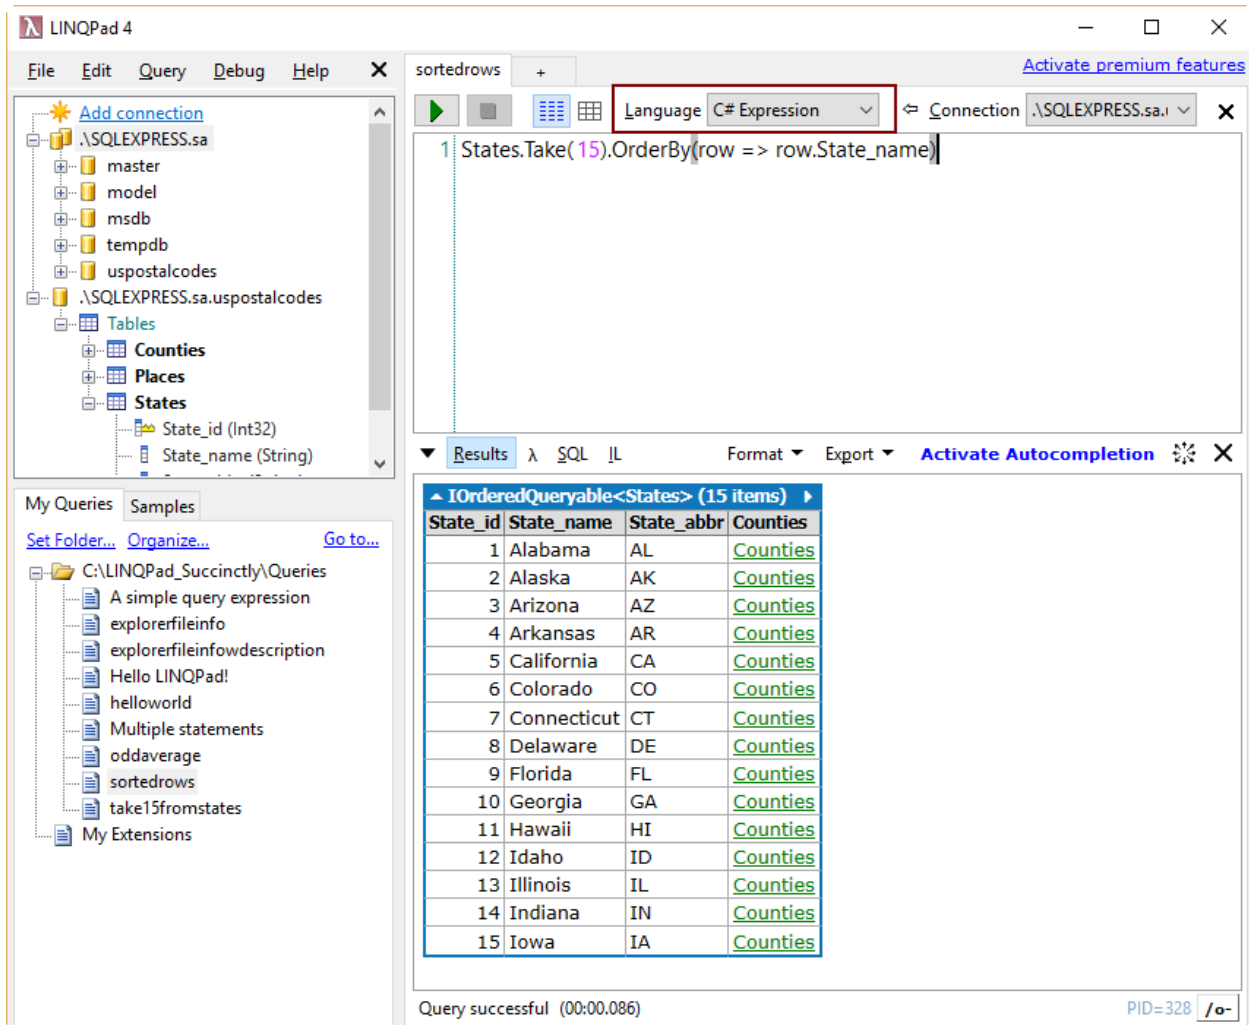 LINQPad 4
File Edit Query Debug Help
Add connection
.\SQLEXPRESS.sa
master
model
msdb
tempdb
uspostalcodes
.\SQLEXPRESS.sa.uspostalcodes
Tables
Counties
Places
States
State_id (Int32)
State_name (String)
My Queries Samples
Set Folder... Organize... Go to...
C:\LINQPad_Succinctly\Queries
A simple query expression
explorerfileinfo
explorerfileinfowdescription
Hello LINQPad!
helloworld
Multiple statements
oddaverage
sortedrows
take15fromstates
My Extensions
sortedrows +
Activate premium features
Language C# Expression Connection .\SQLEXPRESS.sa.
1 States.Take(15).OrderBy(row => row.State_name)
Results λ SQL IL Format Export Activate Autocompletion
IOrderedQueryable<States> (15 items)
State_id State_name State_abbr Counties
1 Alabama AL Counties
2 Alaska AK Counties
3 Arizona AZ Counties
4 Arkansas AR Counties
5 California CA Counties
6 Colorado CO Counties
7 Connecticut CT Counties
8 Delaware DE Counties
9 Florida FL Counties
10 Georgia GA Counties
11 Hawaii HI Counties
12 Idaho ID Counties
13 Illinois IL Counties
14 Indiana IN Counties
15 Iowa IA Counties
Query successful (00:00.086)
PID=328 /o-